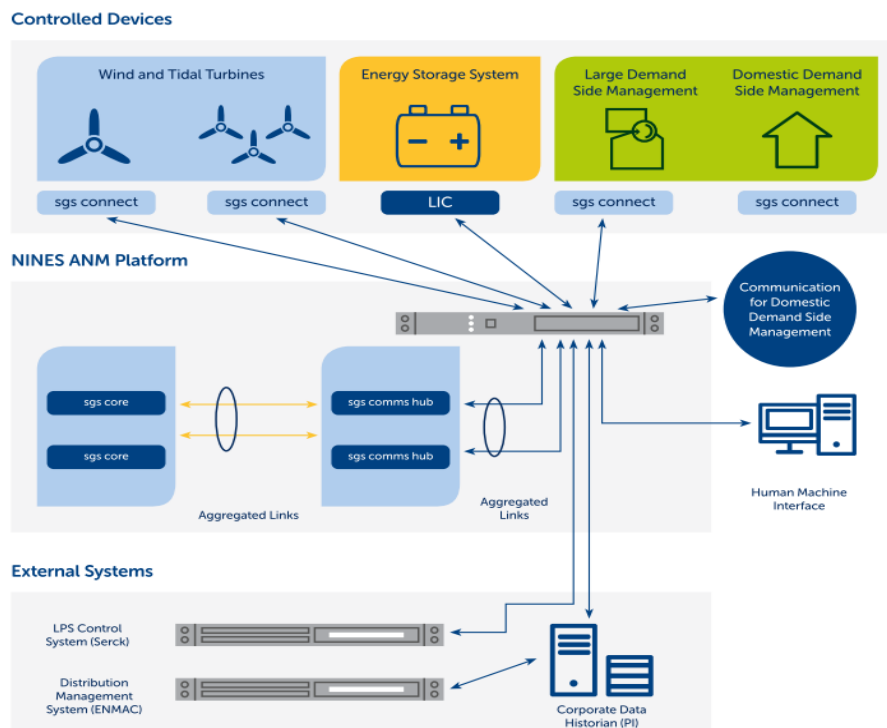 Controlled Devices
Wind and Tidal Turbines
Energy Storage System
Large Demand
Side Management
Domestic Demand
Side Management
sgs connect
sgs connect
LIC
sgs connect
sgs connect
NINES ANM Platform
Communication
for Domestic
Demand Side
Management
sgs core
sgs comms hub
sgs core
sgs comms hub
Aggregated Links
Aggregated
Links
Human Machine
Interface
External Systems
LPS Control
System (Serck)
Distribution
Management
System (ENMAC)
Corporate Data
Historian (PI)